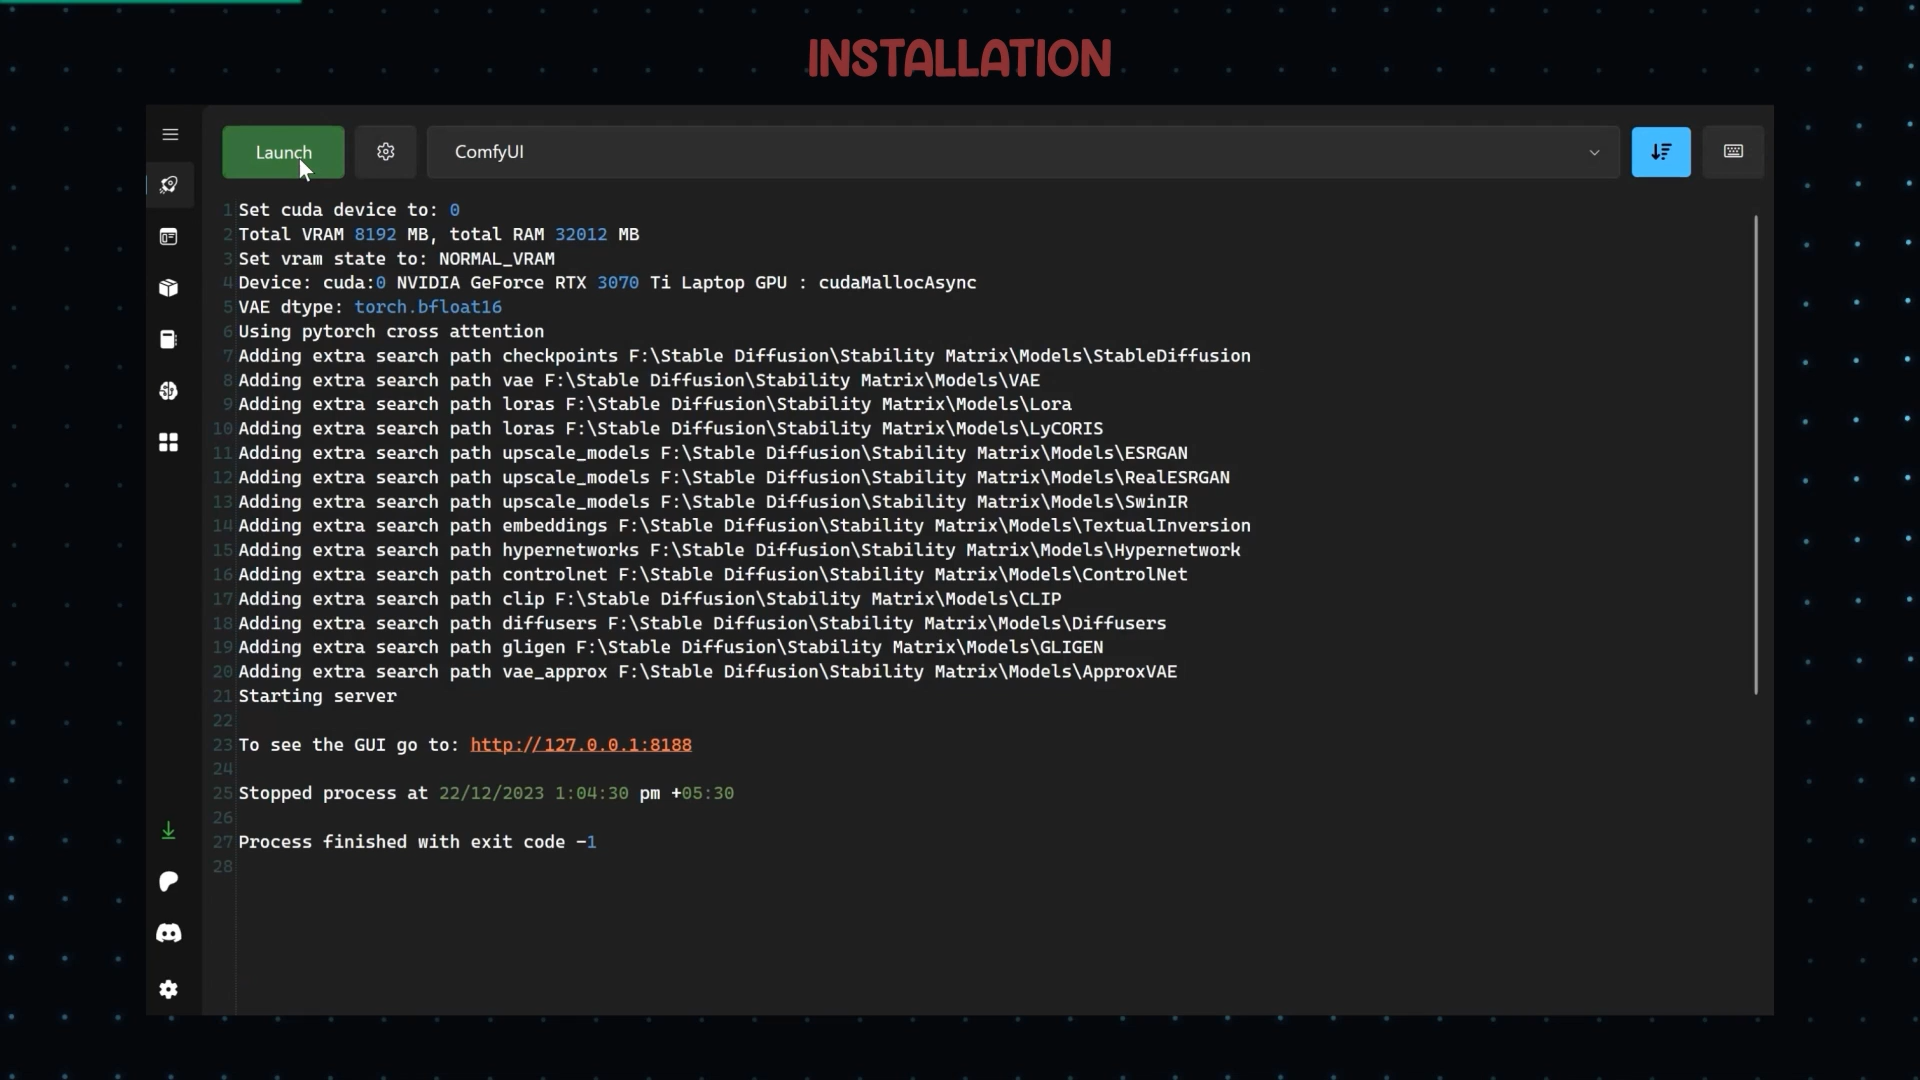 INSTALLATION
Launch
ComfyUI
1 Set cuda device to: 0
2 Total VRAM 8192 MB, total RAM 32012 MB
3 Set vram state to: NORMAL_VRAM
4 Device: cuda:0 NVIDIA GeForce RTX 3070 Ti Laptop GPU : cudaMallocAsync
5 VAE dtype: torch.bfloat16
6 Using pytorch cross attention
7 Adding extra search path checkpoints F:\Stable Diffusion\Stability Matrix\Models\StableDiffusion
8 Adding extra search path vae F:\Stable Diffusion\Stability Matrix\Models\VAE
9 Adding extra search path loras F:\Stable Diffusion\Stability Matrix\Models\Lora
10 Adding extra search path loras F:\Stable Diffusion\Stability Matrix\Models\LyCORIS
11 Adding extra search path upscale_models F:\Stable Diffusion\Stability Matrix\Models\ESRGAN
12 Adding extra search path upscale_models F:\Stable Diffusion\Stability Matrix\Models\RealESRGAN
13 Adding extra search path upscale_models F:\Stable Diffusion\Stability Matrix\Models\SwinIR
14 Adding extra search path embeddings F:\Stable Diffusion\Stability Matrix\Models\TextualInversion
15 Adding extra search path hypernetworks F:\Stable Diffusion\Stability Matrix\Models\Hypernetwork
16 Adding extra search path controlnet F:\Stable Diffusion\Stability Matrix\Models\ControlNet
17 Adding extra search path clip F:\Stable Diffusion\Stability Matrix\Models\CLIP
18 Adding extra search path diffusers F:\Stable Diffusion\Stability Matrix\Models\Diffusers
19 Adding extra search path gligen F:\Stable Diffusion\Stability Matrix\Models\GLIGEN
20 Adding extra search path vae_approx F:\Stable Diffusion\Stability Matrix\Models\ApproxVAE
21 Starting server
22
23 To see the GUI go to: http://127.0.0.1:8188
24
25 Stopped process at 22/12/2023 1:04:30 pm +05:30
26
27 Process finished with exit code -1
28